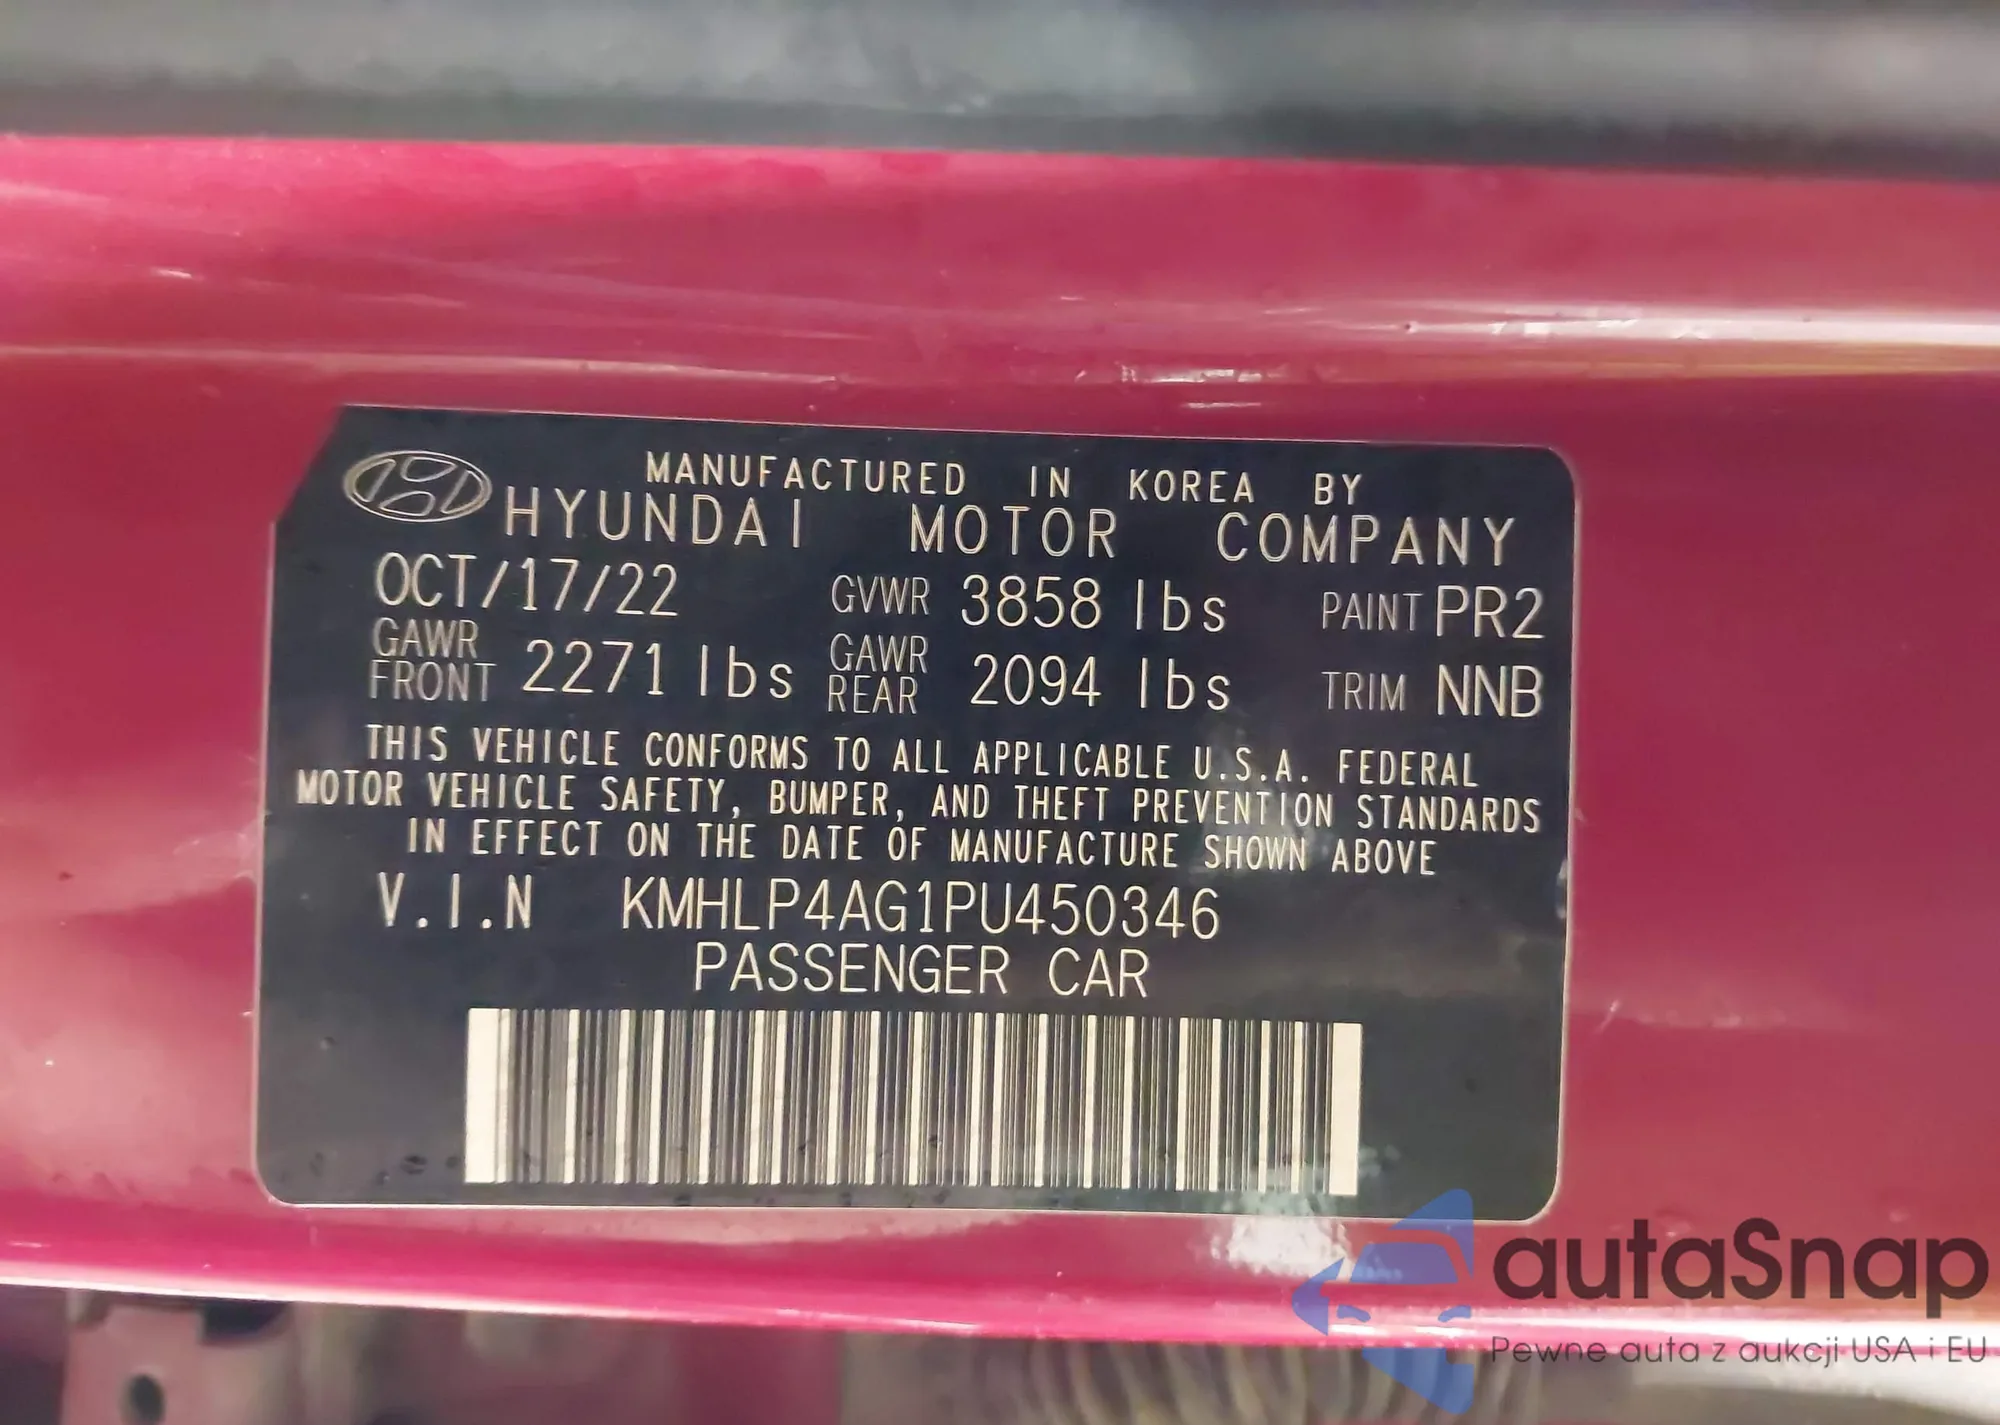 MANUFACTURED IN KOREA BY
HYUNDAI MOTOR COMPANY
OCT/17/22 GVWR 3858 lbs PAINT PR2
GAWR FRONT 2271 lbs GAWR REAR 2094 lbs TRIM NNB
THIS VEHICLE CONFORMS TO ALL APPLICABLE U.S.A. FEDERAL
MOTOR VEHICLE SAFETY, BUMPER, AND THEFT PREVENTION STANDARDS
IN EFFECT ON THE DATE OF MANUFACTURE SHOWN ABOVE
V.I.N KMHLP4AG1PU450346
PASSENGER CAR
autaSnap
Pewne auta z aukcji USA i EU